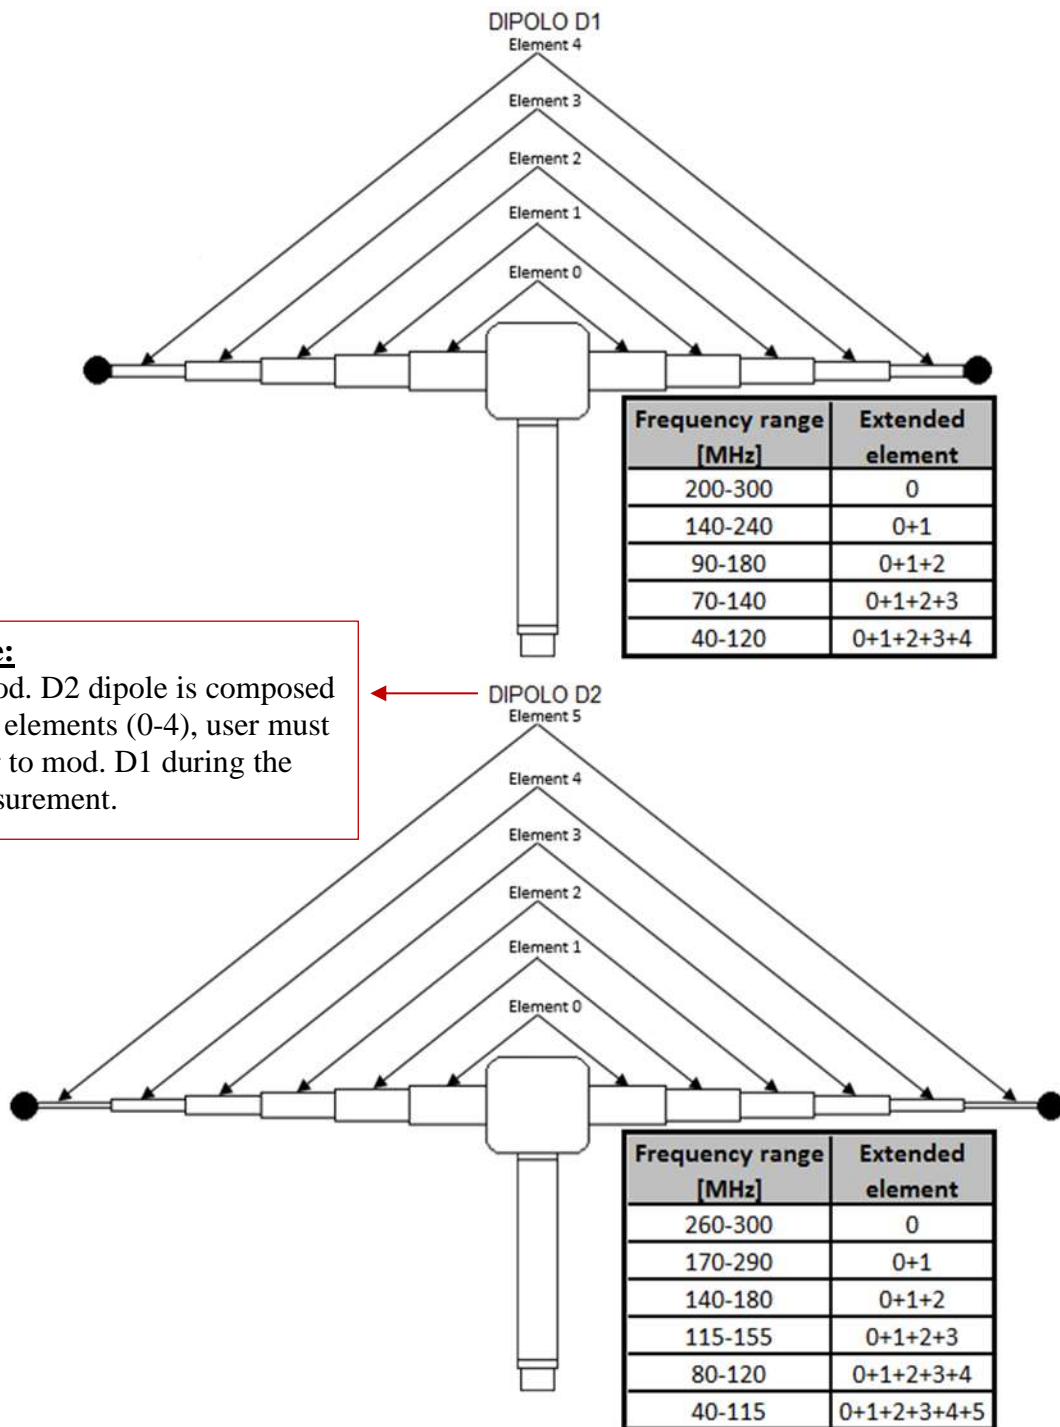 DIPOLO D1
Element 4
Element 3
Element 2
Element 1
Element 0
Frequency range [MHz] Extended element
200-300 0
140-240 0+1
90-180 0+1+2
70-140 0+1+2+3
40-120 0+1+2+3+4
D2 dipole is composed
elements (0-4), user must
to mod. D1 during the
DIPOLO D2
Element 5
Element 4
Element 3
Element 2
Element 1
Element 0
Frequency range [MHz] Extended element
260-300 0
170-290 0+1
140-180 0+1+2
115-155 0+1+2+3
80-120 0+1+2+3+4
40-115 0+1+2+3+4+5